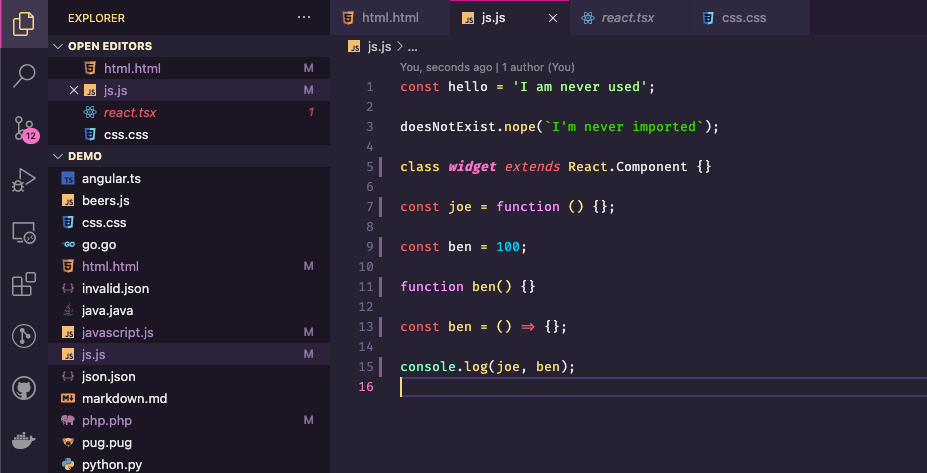 EXPLORER
OPEN EDITORS
html.html M
js.js M
react.tsx 1
css.css
12
DEMO
angular.ts
beers.js
css.css
go.go
html.html M
invalid.json
java.java
javascript.js M
js.js M
json.json
markdown.md
php.php M
pug.pug
python.py
html.html js.js react.tsx css.css
js.js > ...
You, seconds ago | 1 author (You)
1 const hello = 'I am never used';
2
3 doesNotExist.nope(`I'm never imported`);
4
5 class widget extends React.Component {}
6
7 const joe = function () {};
8
9 const ben = 100;
10
11 function ben() {}
12
13 const ben = () => {};
14
15 console.log(joe, ben);
16